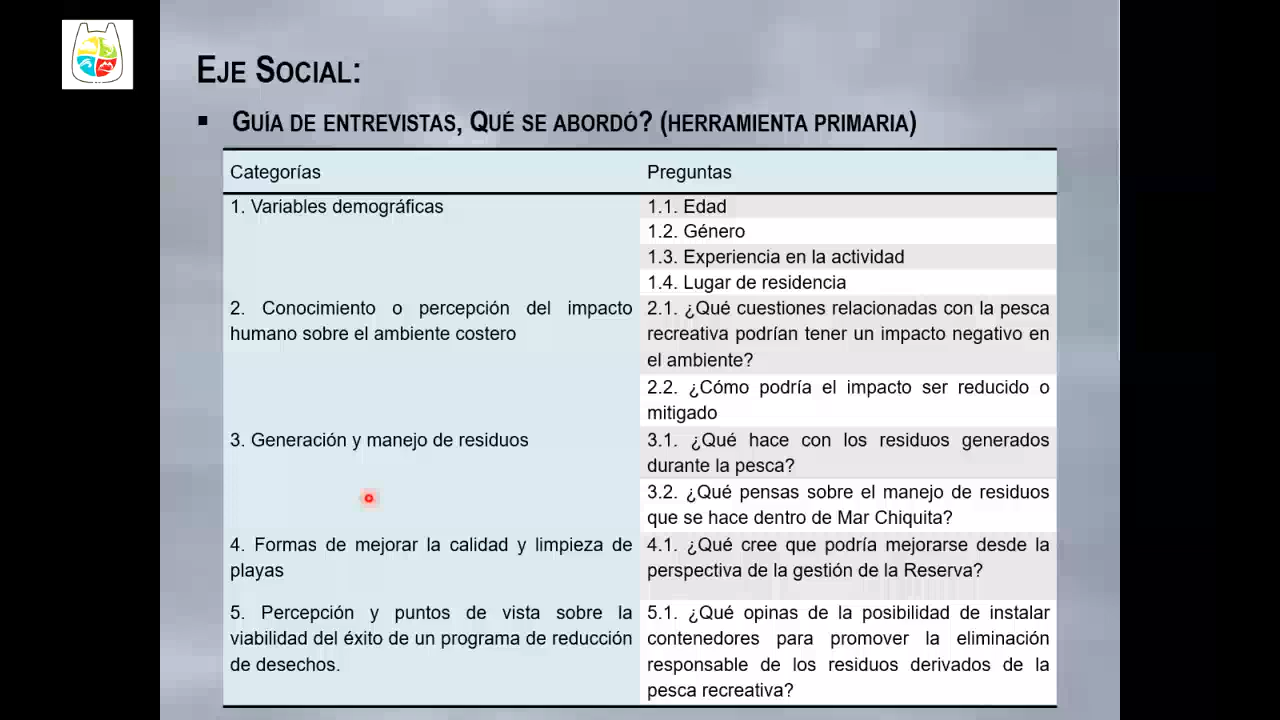 EJE SOCIAL:
▪ GUÍA DE ENTREVISTAS, QUÉ SE ABORDÓ? (HERRAMIENTA PRIMARIA)
Categorías Preguntas
1. Variables demográficas 1.1. Edad
1.2. Género
1.3. Experiencia en la actividad
1.4. Lugar de residencia
2. Conocimiento o percepción del impacto
humano sobre el ambiente costero
2.1. ¿Qué cuestiones relacionadas con la pesca
recreativa podrían tener un impacto negativo en
el ambiente?
2.2. ¿Cómo podría el impacto ser reducido o
mitigado
3. Generación y manejo de residuos
3.1. ¿Qué hace con los residuos generados
durante la pesca?
3.2. ¿Qué pensas sobre el manejo de residuos
que se hace dentro de Mar Chiquita?
4. Formas de mejorar la calidad y limpieza de
playas
4.1. ¿Qué cree que podría mejorarse desde la
perspectiva de la gestión de la Reserva?
5. Percepción y puntos de vista sobre la
viabilidad del éxito de un programa de reducción
de desechos.
5.1. ¿Qué opinas de la posibilidad de instalar
contenedores para promover la eliminación
responsable de los residuos derivados de la
pesca recreativa?